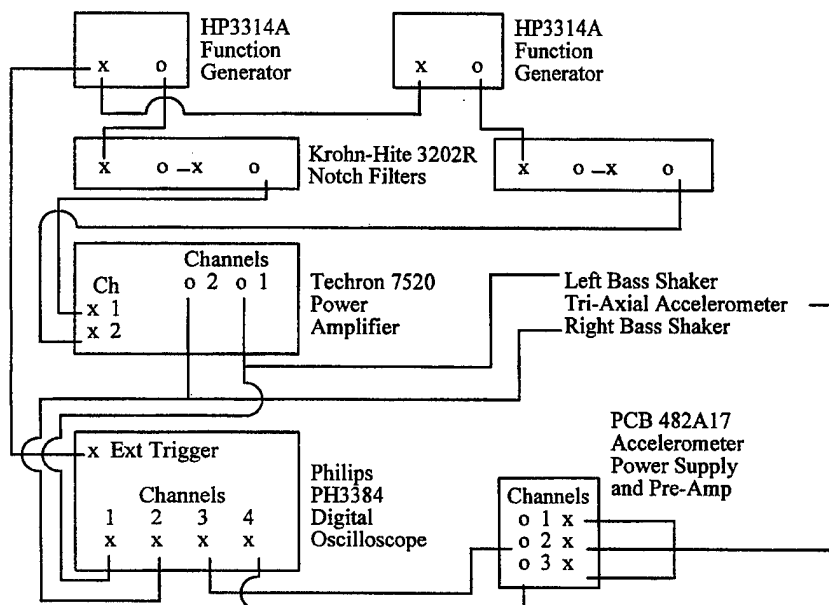 HP3314A
Function
Generator
x o
HP3314A
Function
Generator
x o
x o – x o
Krohn-Hite 3202R
Notch Filters
x o – x o
Channels
o 2 o 1
Ch
x 1
x 2
Techron 7520
Power
Amplifier
Left Bass Shaker
Tri-Axial Accelerometer
Right Bass Shaker
x Ext Trigger
Channels
1 2 3 4
x x x x
Philips
PH3384
Digital
Oscilloscope
PCB 482A17
Accelerometer
Power Supply
and Pre-Amp
Channels
o 1 x
o 2 x
o 3 x